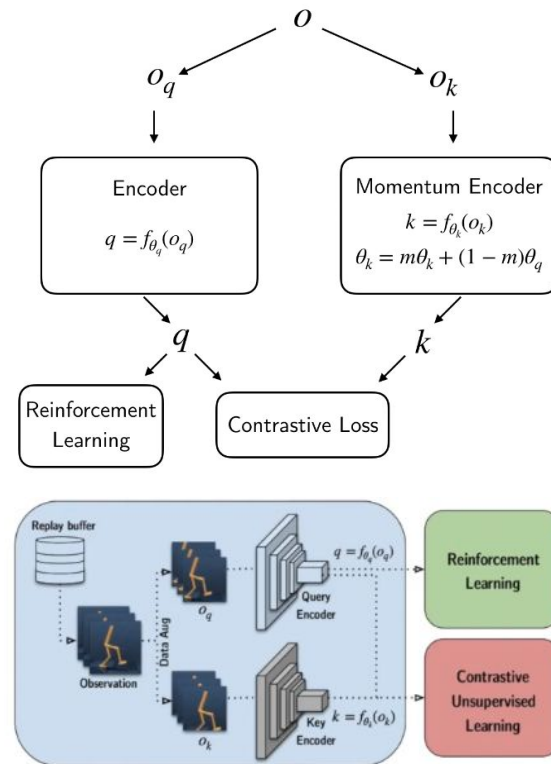 o
o_q
o_k
Encoder
q = f_{θ_q}(o_q)
Momentum Encoder
k = f_{θ_k}(o_k)
θ_k = mθ_k + (1 − m)θ_q
q
k
Reinforcement
Learning
Contrastive Loss
Replay buffer
Observation
Data Aug
o_q
Query
Encoder
q = f_{θ_q}(o_q)
o_k
Key
Encoder
k = f_{θ_k}(o_k)
Reinforcement
Learning
Contrastive
Unsupervised
Learning